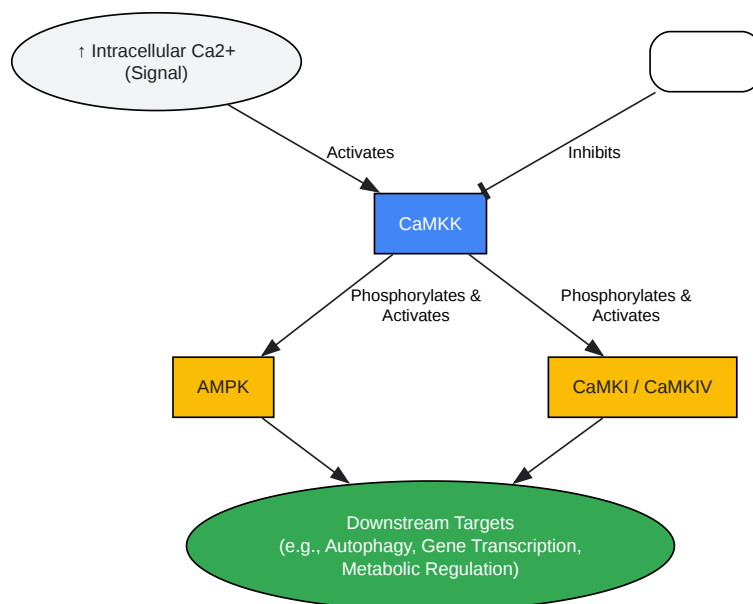 ↑ Intracellular Ca2+
(Signal)
Activates
Inhibits
CaMKK
Phosphorylates &
Activates
Phosphorylates &
Activates
AMPK
CaMKI / CaMKIV
Downstream Targets
(e.g., Autophagy, Gene Transcription,
Metabolic Regulation)